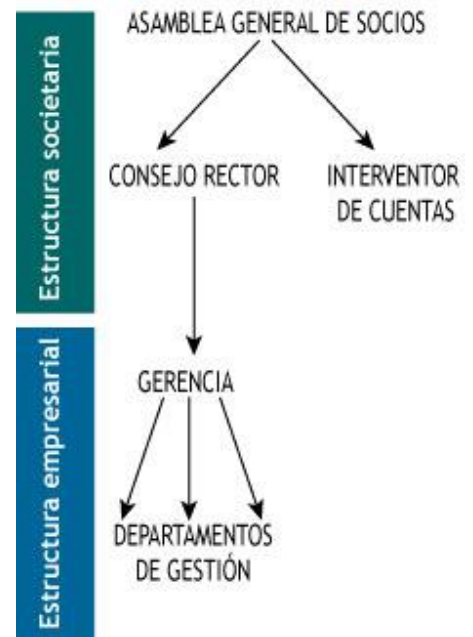 Estructura societaria
ASAMBLEA GENERAL DE SOCIOS
CONSEJO RECTOR
INTERVENTOR
DE CUENTAS
Estructura empresarial
GERENCIA
DEPARTAMENTOS
DE GESTIÓN